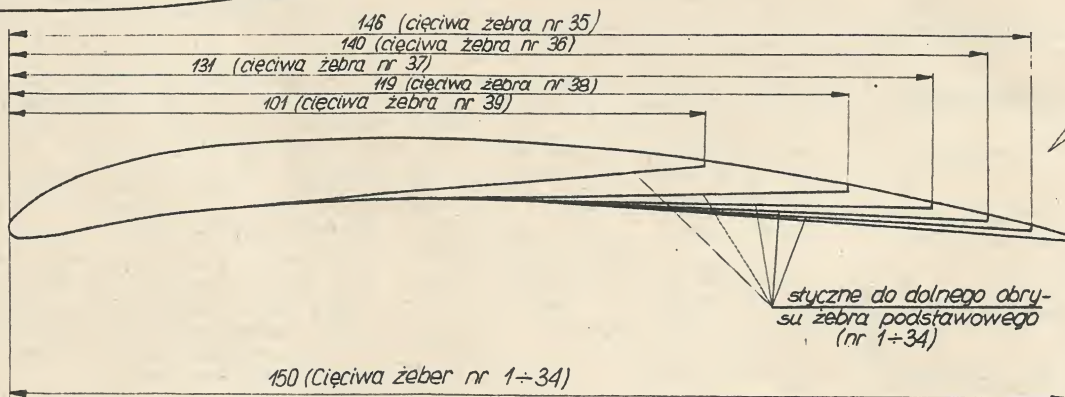 146 (cięciwa żebra nr 35)
140 (cięciwa żebra nr 36)
131 (cięciwa żebra nr 37)
119 (cięciwa żebra nr 38)
101 (cięciwa żebra nr 39)
styczne do dolnego obry-
su żebra podstawowego
(nr 1÷34)
150 (Cięciwa żeber nr 1÷34)